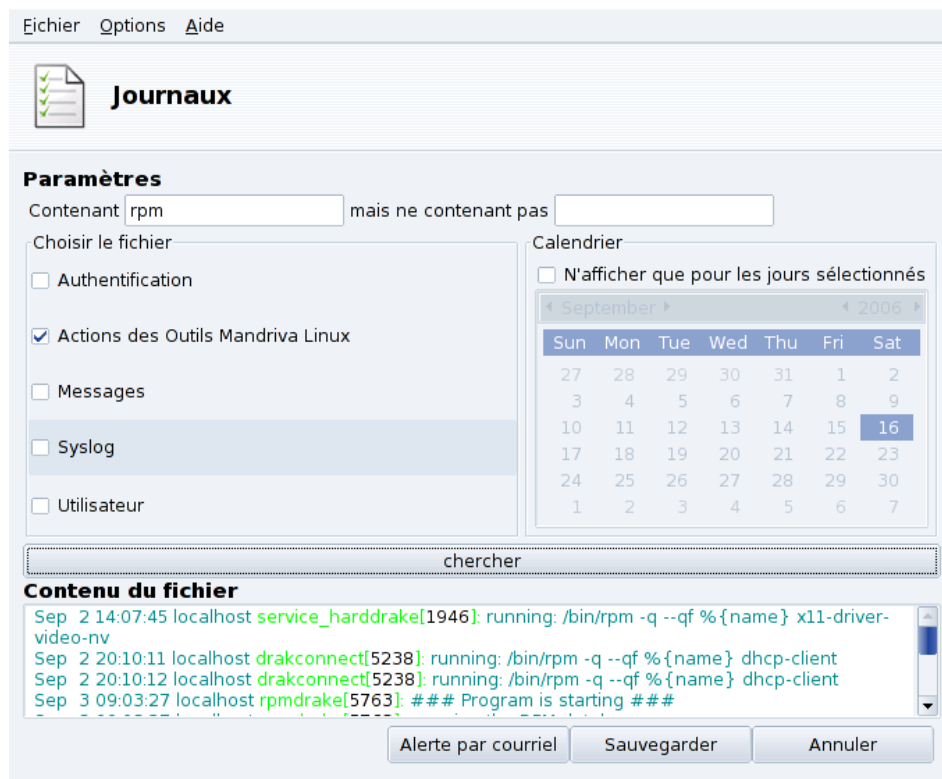 Fichier Options Aide
Journaux
Paramètres
Contenant rpm mais ne contenant pas
Choisir le fichier
Authentification
Actions des Outils Mandriva Linux
Messages
Syslog
Utilisateur
Calendrier
N'afficher que pour les jours sélectionnés
September 2006
Sun Mon Tue Wed Thu Fri Sat
27 28 29 30 31 1 2
3 4 5 6 7 8 9
10 11 12 13 14 15 16
17 18 19 20 21 22 23
24 25 26 27 28 29 30
1 2 3 4 5 6 7
chercher
Contenu du fichier
Sep 2 14:07:45 localhost service_harddrake[1946]: running: /bin/rpm -q --qf %{name} x11-driver-
video-nv
Sep 2 20:10:11 localhost drakconnect[5238]: running: /bin/rpm -q --qf %{name} dhcp-client
Sep 2 20:10:12 localhost drakconnect[5238]: running: /bin/rpm -q --qf %{name} dhcp-client
Sep 3 09:03:27 localhost rpmdrake[5763]: ### Program is starting ###
Alerte par courriel Sauvegarder Annuler